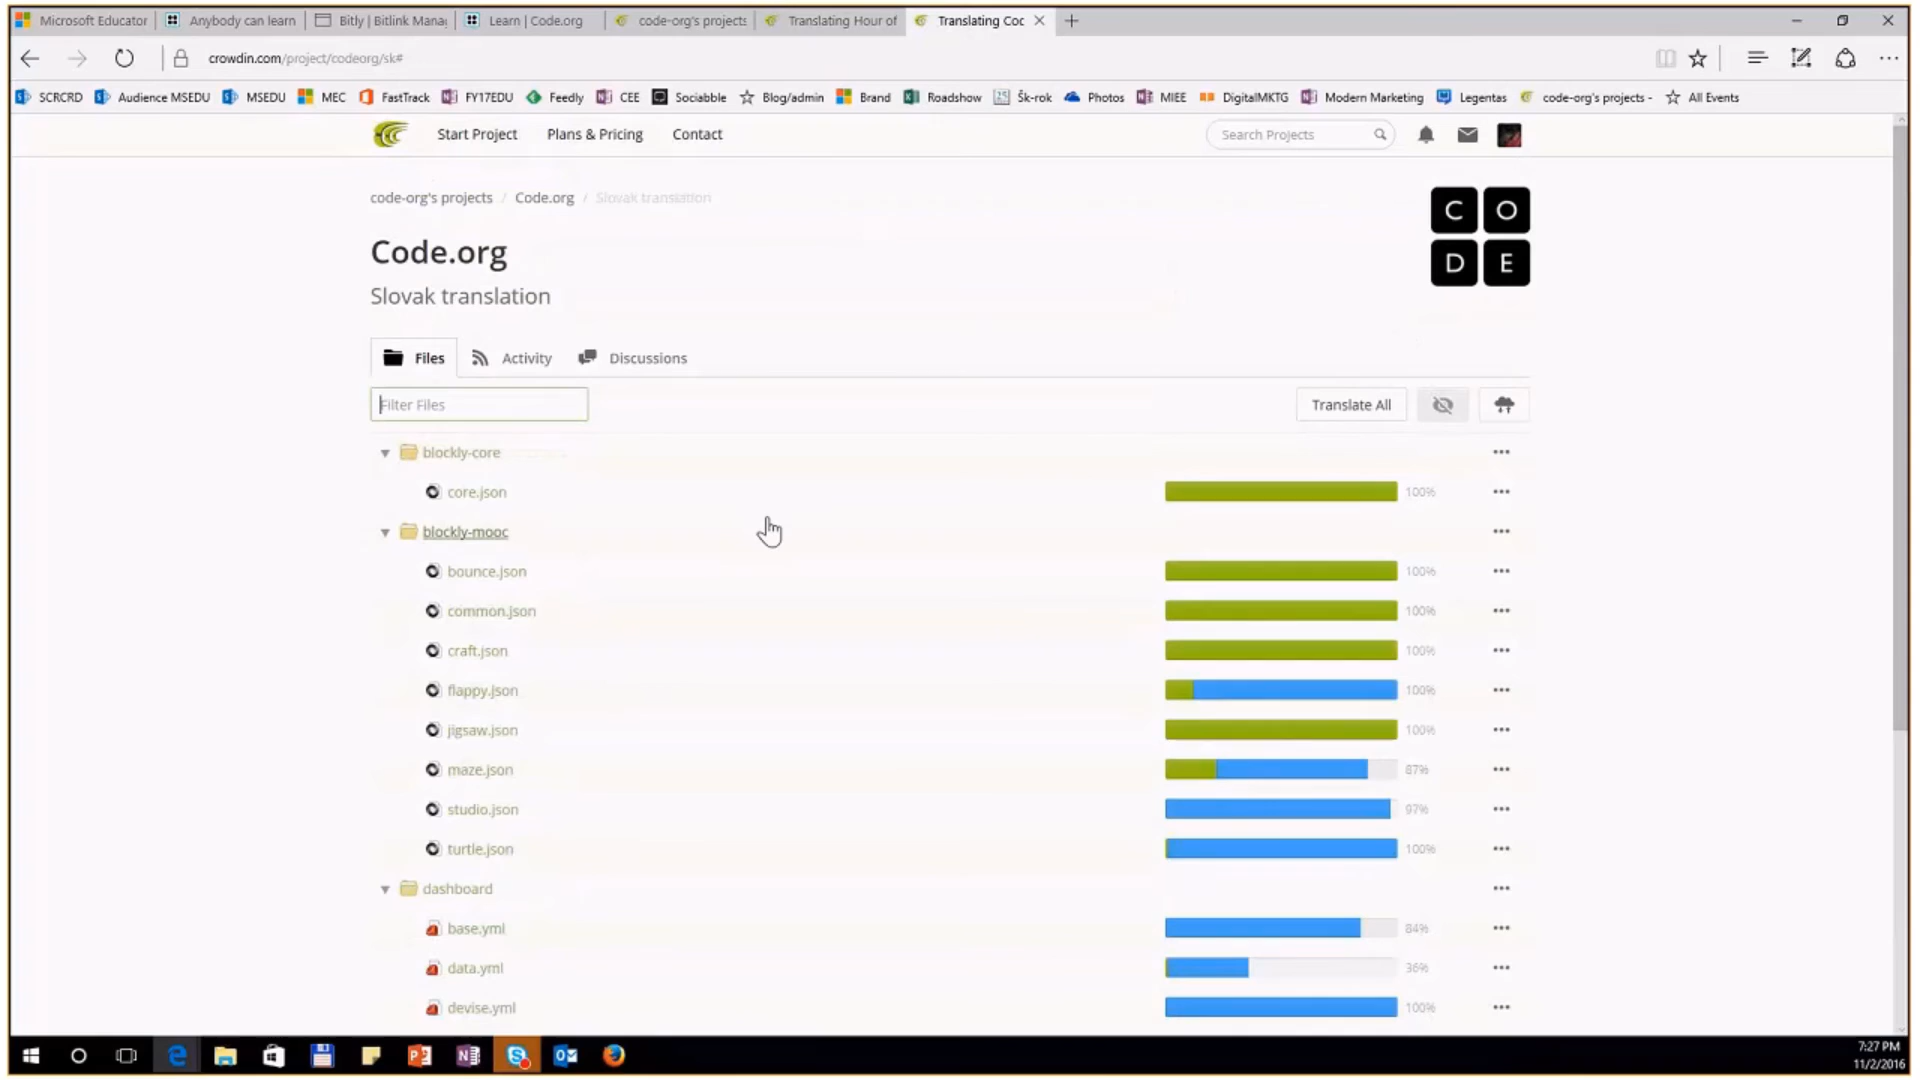 Microsoft Educator
Anybody can learn
Bitly | Bitlink Mana
Learn | Code.org
code-org's projects
Translating Hour of
Translating Coc
crowdin.com/project/codeorg/sk#
SCRCRD
Audience MSEDU
MSEDU
MEC
FastTrack
FY17EDU
Feedly
CEE
Sociabble
Blog/admin
Brand
Roadshow
Šk-rok
Photos
MIEE
DigitalMKTG
Modern Marketing
Legentas
code-org's projects -
All Events
Start Project
Plans & Pricing
Contact
Search Projects
code-org's projects / Code.org / Slovak translation
C O
D E
Code.org
Slovak translation
Files
Activity
Discussions
Filter Files
Translate All
blockly-core
core.json 100%
blockly-mooc
bounce.json 100%
common.json 100%
craft.json 100%
flappy.json 100%
jigsaw.json 100%
maze.json 87%
studio.json 97%
turtle.json 100%
dashboard
base.yml 84%
data.yml 36%
devise.yml 100%
7:27 PM
11/2/2016